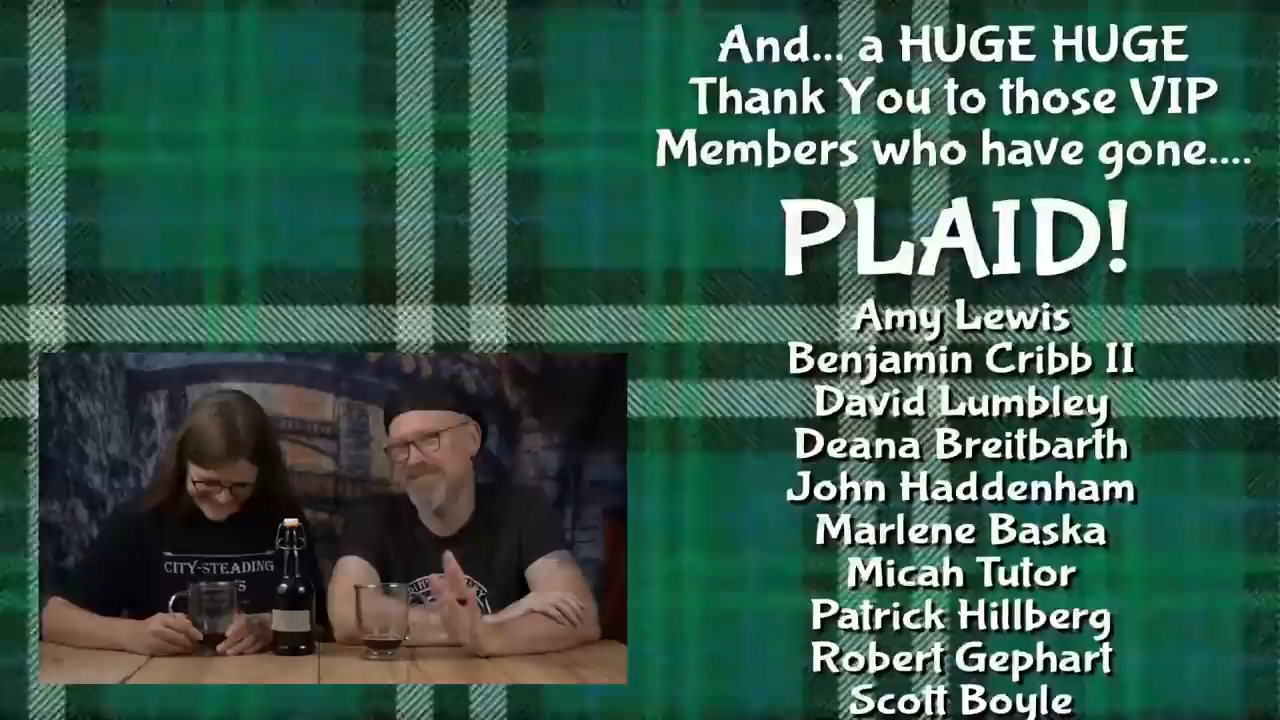 And... a HUGE HUGE
Thank You to those VIP
Members who have gone....
PLAID!
Amy Lewis
Benjamin Cribb II
David Lumbley
Deana Breitbarth
John Haddenham
Marlene Baska
Micah Tutor
Patrick Hillberg
Robert Gephart
Scott Boyle
CITY-STEADING